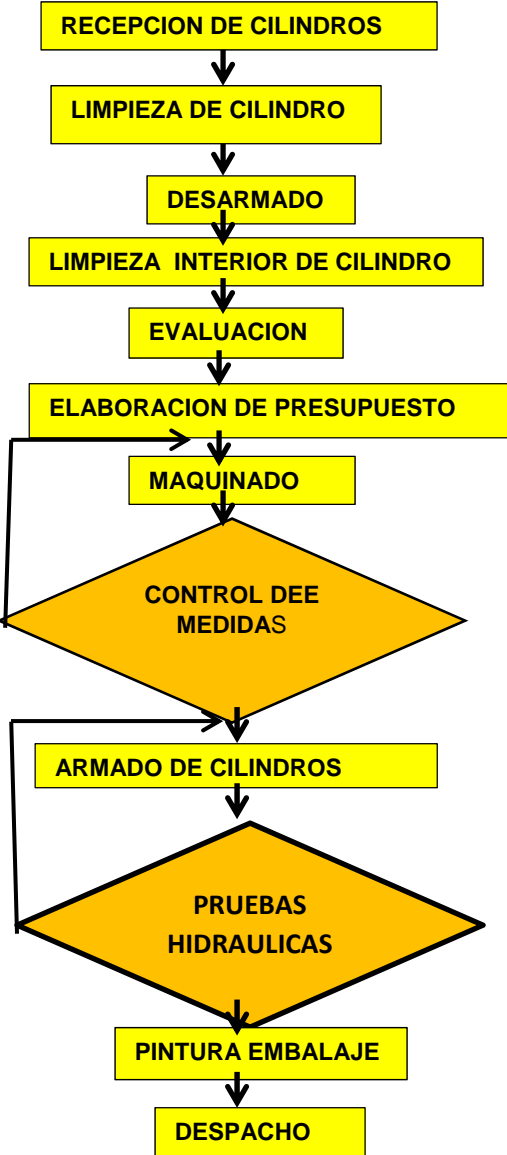 RECEPCION DE CILINDROS
LIMPIEZA DE CILINDRO
DESARMADO
LIMPIEZA INTERIOR DE CILINDRO
EVALUACION
ELABORACION DE PRESUPUESTO
MAQUINADO
CONTROL DEE
MEDIDAS
ARMADO DE CILINDROS
PRUEBAS
HIDRAULICAS
PINTURA EMBALAJE
DESPACHO